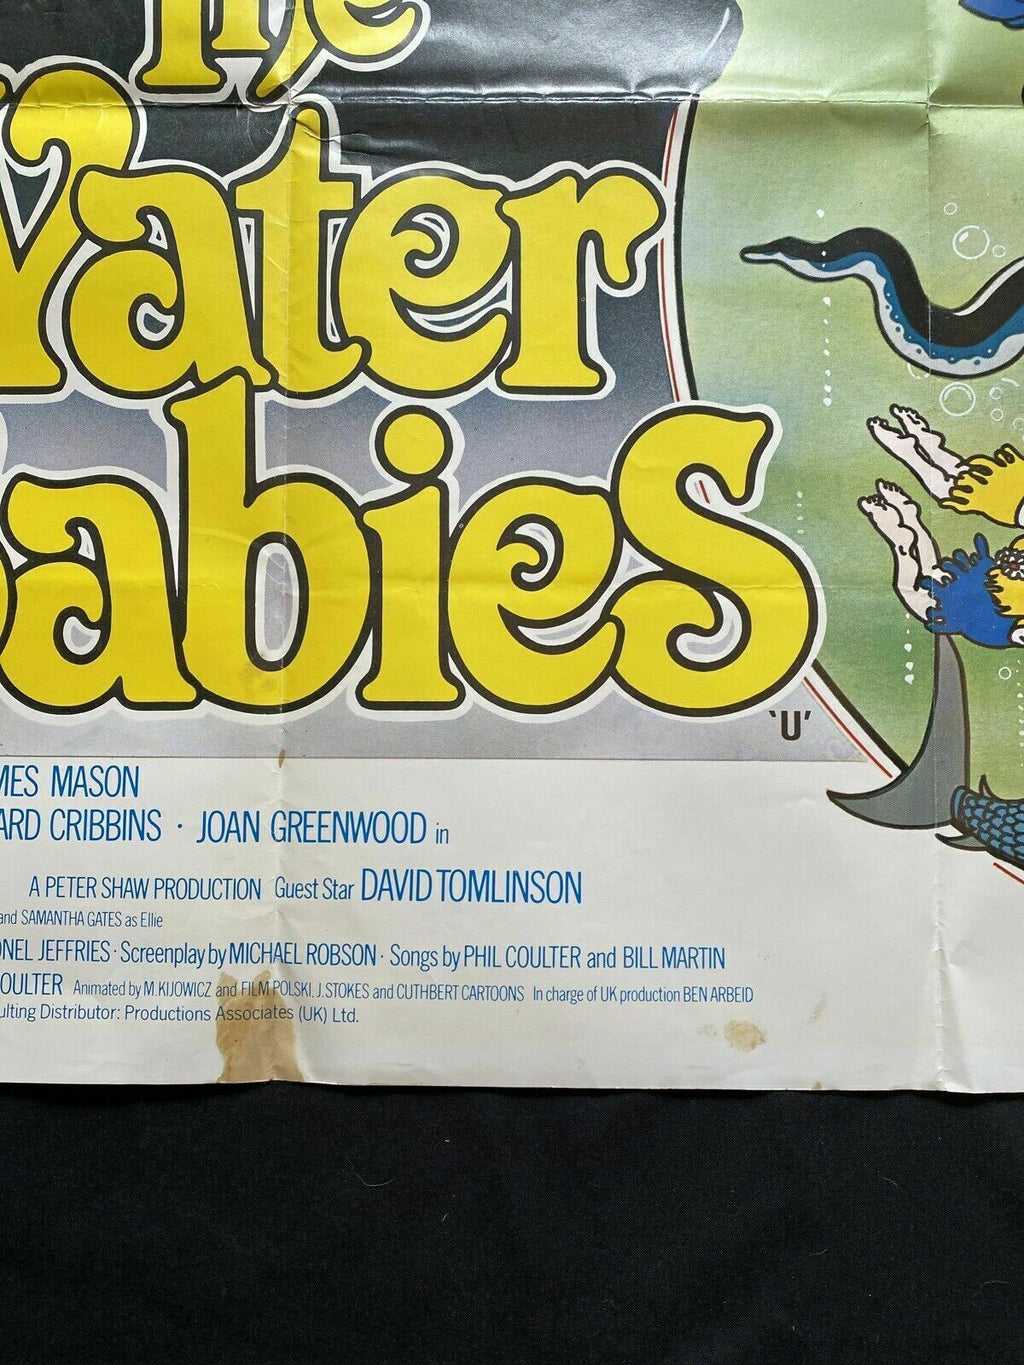 The
Water
Babies
'U'
MES MASON
ARD CRIBBINS · JOAN GREENWOOD in
A PETER SHAW PRODUCTION Guest Star DAVID TOMLINSON
and SAMANTHA GATES as Ellie
ONEL JEFFRIES · Screenplay by MICHAEL ROBSON · Songs by PHIL COULTER and BILL MARTIN
OULTER Animated by M.KIJOWICZ and FILM POLSKI. J.STOKES and CUTHBERT CARTOONS In charge of UK production BEN ARBEID
ulting Distributor: Productions Associates (UK) Ltd.